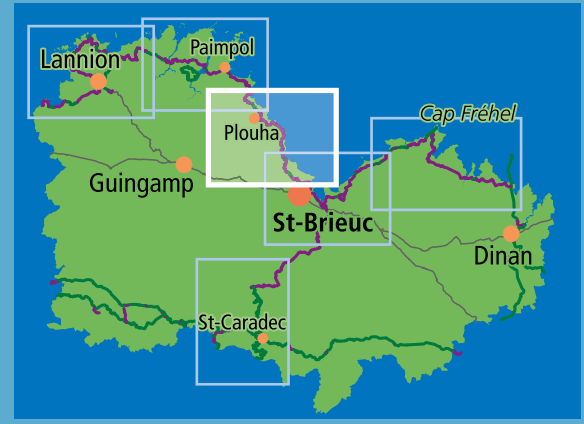 Paimpol
Lannion
Cap Fréhel
Plouha
Guingamp
St-Brieuc
Dinan
St-Caradec